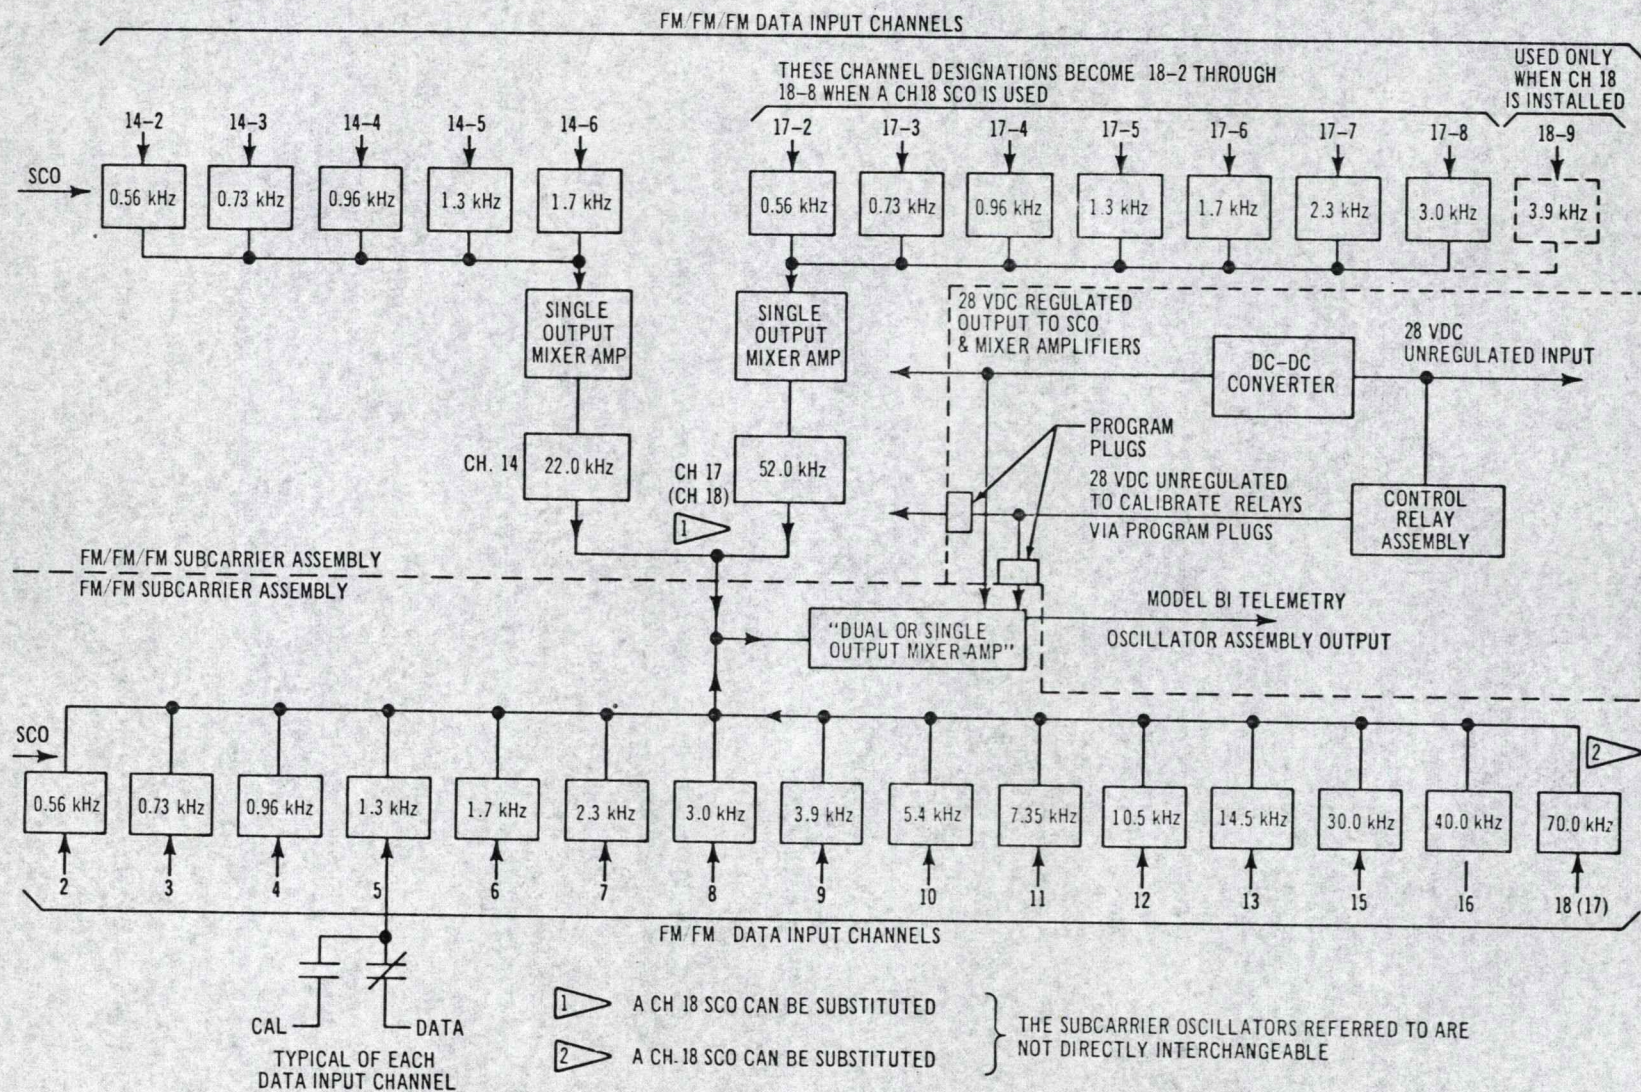 FM/FM/FM DATA INPUT CHANNELS
THESE CHANNEL DESIGNATIONS BECOME 18-2 THROUGH
18-8 WHEN A CH18 SCO IS USED
USED ONLY
WHEN CH 18
IS INSTALLED
14-2 14-3 14-4 14-5 14-6 17-2 17-3 17-4 17-5 17-6 17-7 17-8 18-9
SCO
0.56 kHz 0.73 kHz 0.96 kHz 1.3 kHz 1.7 kHz 0.56 kHz 0.73 kHz 0.96 kHz 1.3 kHz 1.7 kHz 2.3 kHz 3.0 kHz 3.9 kHz
SINGLE
OUTPUT
MIXER AMP
SINGLE
OUTPUT
MIXER AMP
28 VDC REGULATED
OUTPUT TO SCO
& MIXER AMPLIFIERS
DC-DC
CONVERTER
28 VDC
UNREGULATED INPUT
PROGRAM
PLUGS
CH. 14
22.0 kHz
CH 17
(CH 18)
1
52.0 kHz
28 VDC UNREGULATED
TO CALIBRATE RELAYS
VIA PROGRAM PLUGS
CONTROL
RELAY
ASSEMBLY
FM/FM/FM SUBCARRIER ASSEMBLY
FM/FM SUBCARRIER ASSEMBLY
"DUAL OR SINGLE
OUTPUT MIXER-AMP"
MODEL BI TELEMETRY
OSCILLATOR ASSEMBLY OUTPUT
SCO
2
0.56 kHz 0.73 kHz 0.96 kHz 1.3 kHz 1.7 kHz 2.3 kHz 3.0 kHz 3.9 kHz 5.4 kHz 7.35 kHz 10.5 kHz 14.5 kHz 30.0 kHz 40.0 kHz 70.0 kHz
2 3 4 5 6 7 8 9 10 11 12 13 15 16 18 (17)
FM/FM DATA INPUT CHANNELS
CAL
DATA
TYPICAL OF EACH
DATA INPUT CHANNEL
1 A CH 18 SCO CAN BE SUBSTITUTED
2 A CH. 18 SCO CAN BE SUBSTITUTED
THE SUBCARRIER OSCILLATORS REFERRED TO ARE
NOT DIRECTLY INTERCHANGEABLE